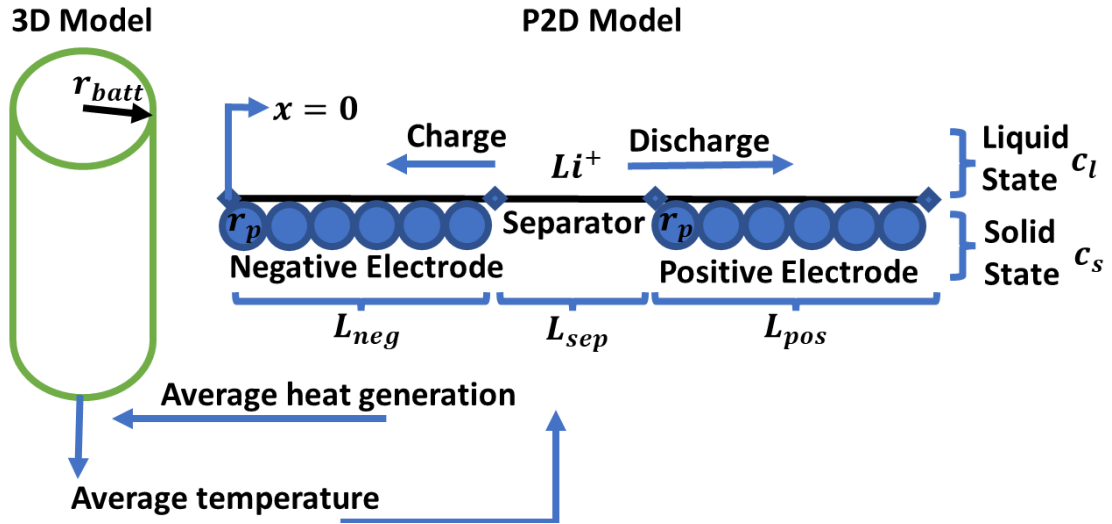 3D Model
P2D Model
r_batt
x = 0
Charge
Discharge
Li⁺
Liquid
State c_l
r_p
Separator
r_p
Solid
State c_s
Negative Electrode
Positive Electrode
L_neg
L_sep
L_pos
Average heat generation
Average temperature